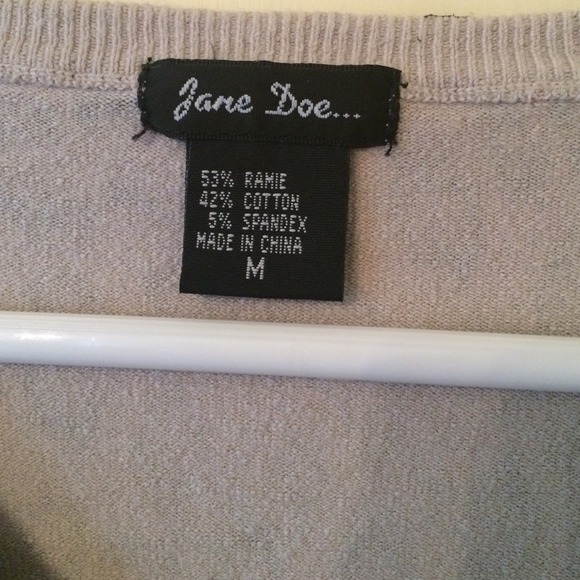 Jane Doe...
53% RAMIE
42% COTTON
5% SPANDEX
MADE IN CHINA
M